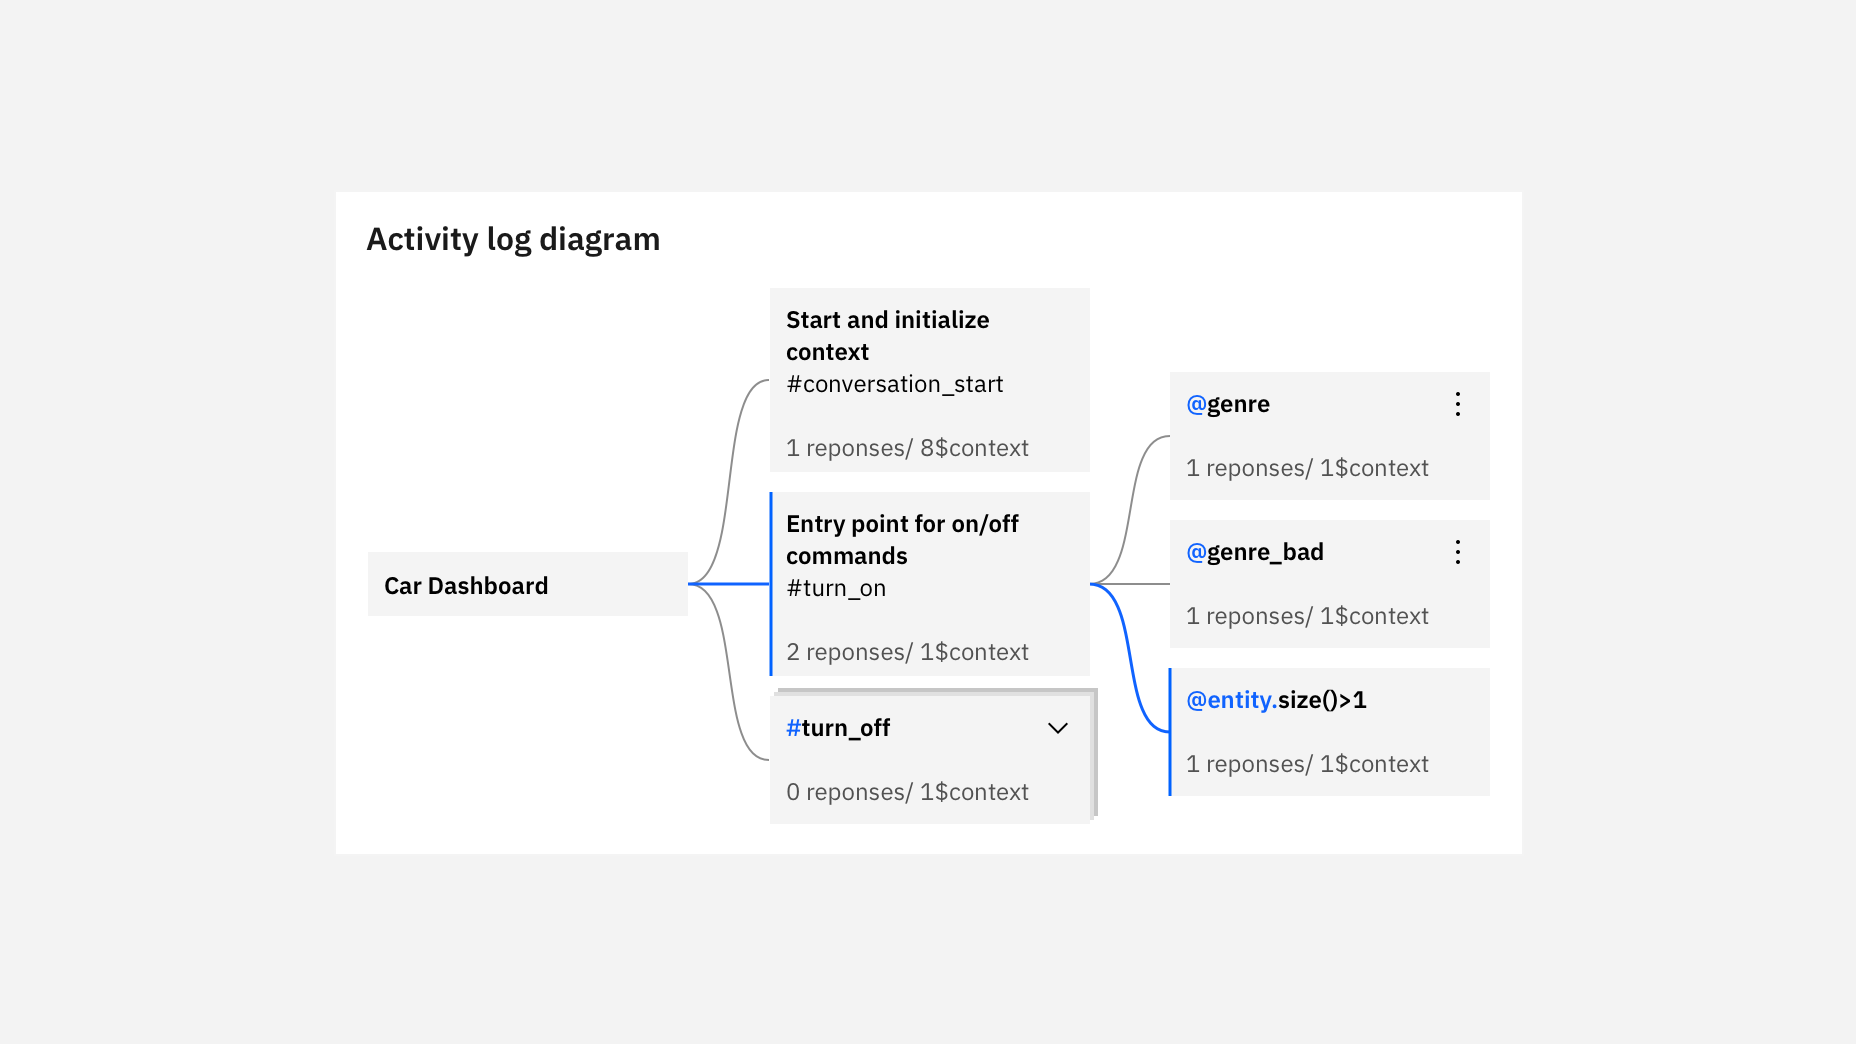 Activity log diagram
Car Dashboard
Start and initialize
context
#conversation_start
1 reponses/ 8$context
Entry point for on/off
commands
#turn_on
2 reponses/ 1$context
#turn_off
0 reponses/ 1$context
@genre
1 reponses/ 1$context
@genre_bad
1 reponses/ 1$context
@entity.size()>1
1 reponses/ 1$context